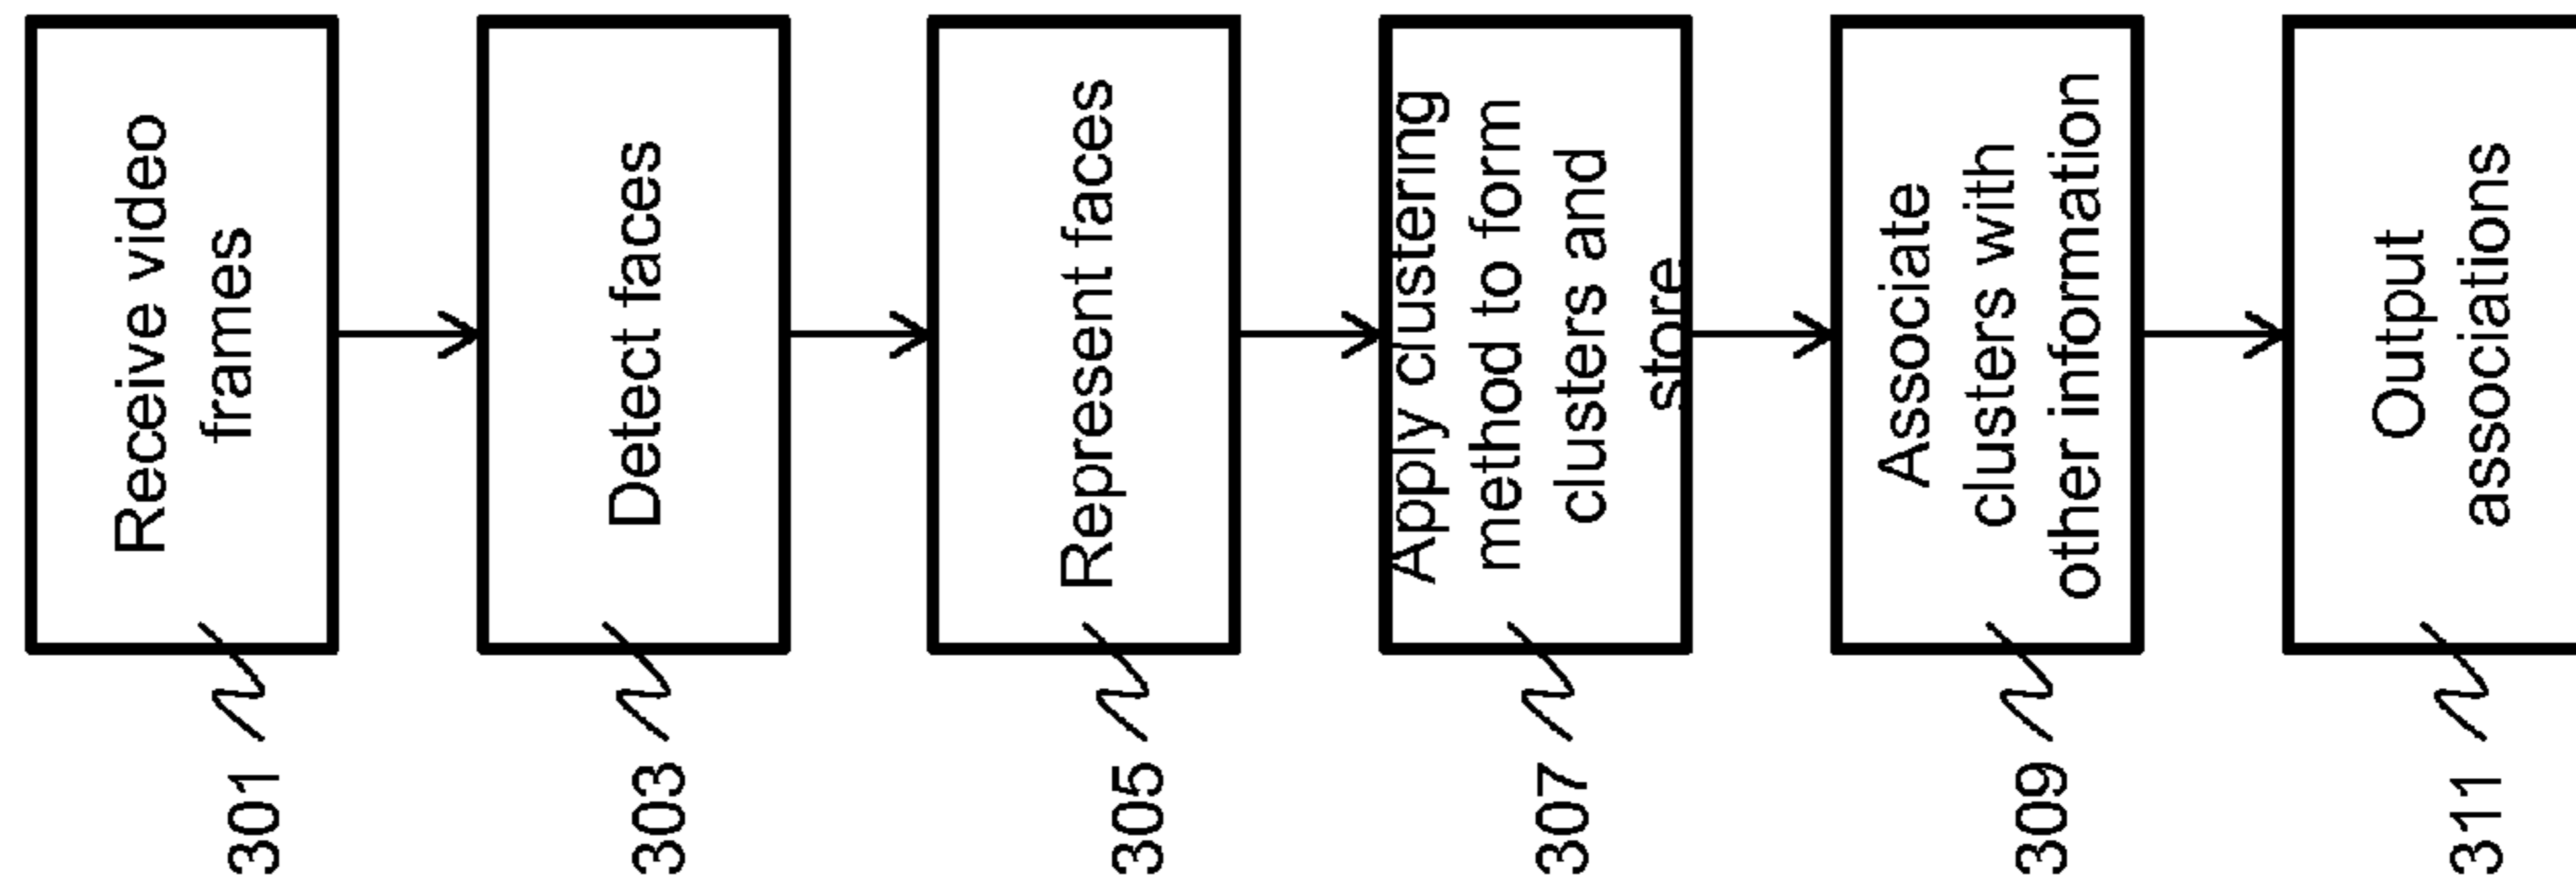 301
Receive video
frames
303
Detect faces
305
Represent faces
307
Apply clustering
method to form
clusters and
store
309
Associate
clusters with
other information
311
Output
associations